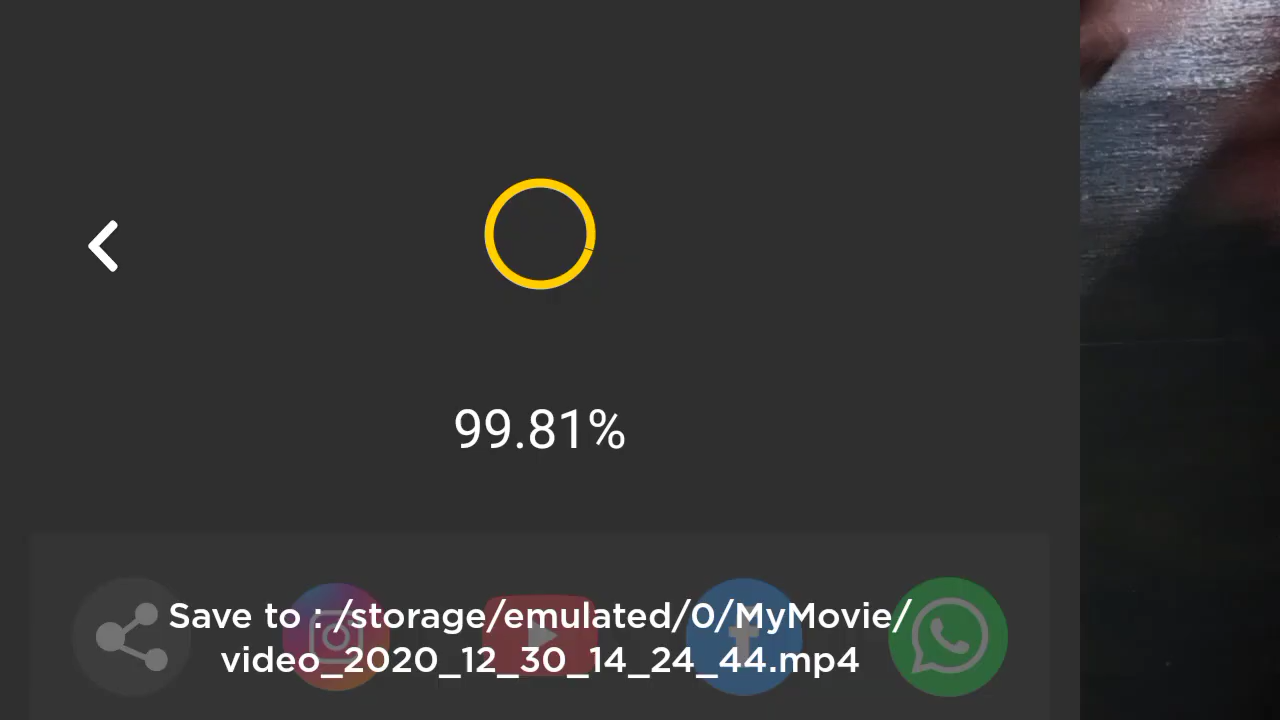 99.81%
Save to : /storage/emulated/0/MyMovie/
video_2020_12_30_14_24_44.mp4